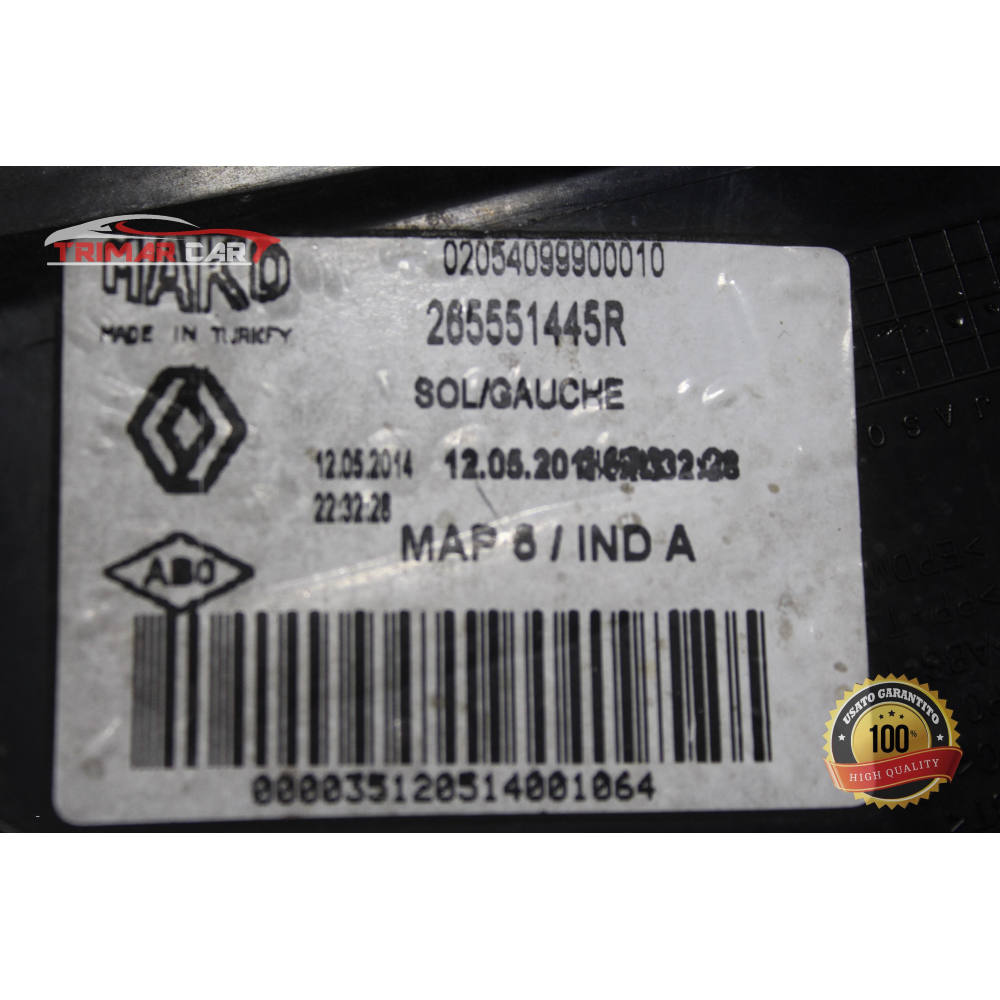 TRIMAR CAR
02054099900010
HAKO
265551445R
MADE IN TURKEY
SOL/GAUCHE
12.05.2014
22:32:28
MAP 8 / IND A
ABO
000035120514001064
USATO GARANTITO
100%
HIGH QUALITY